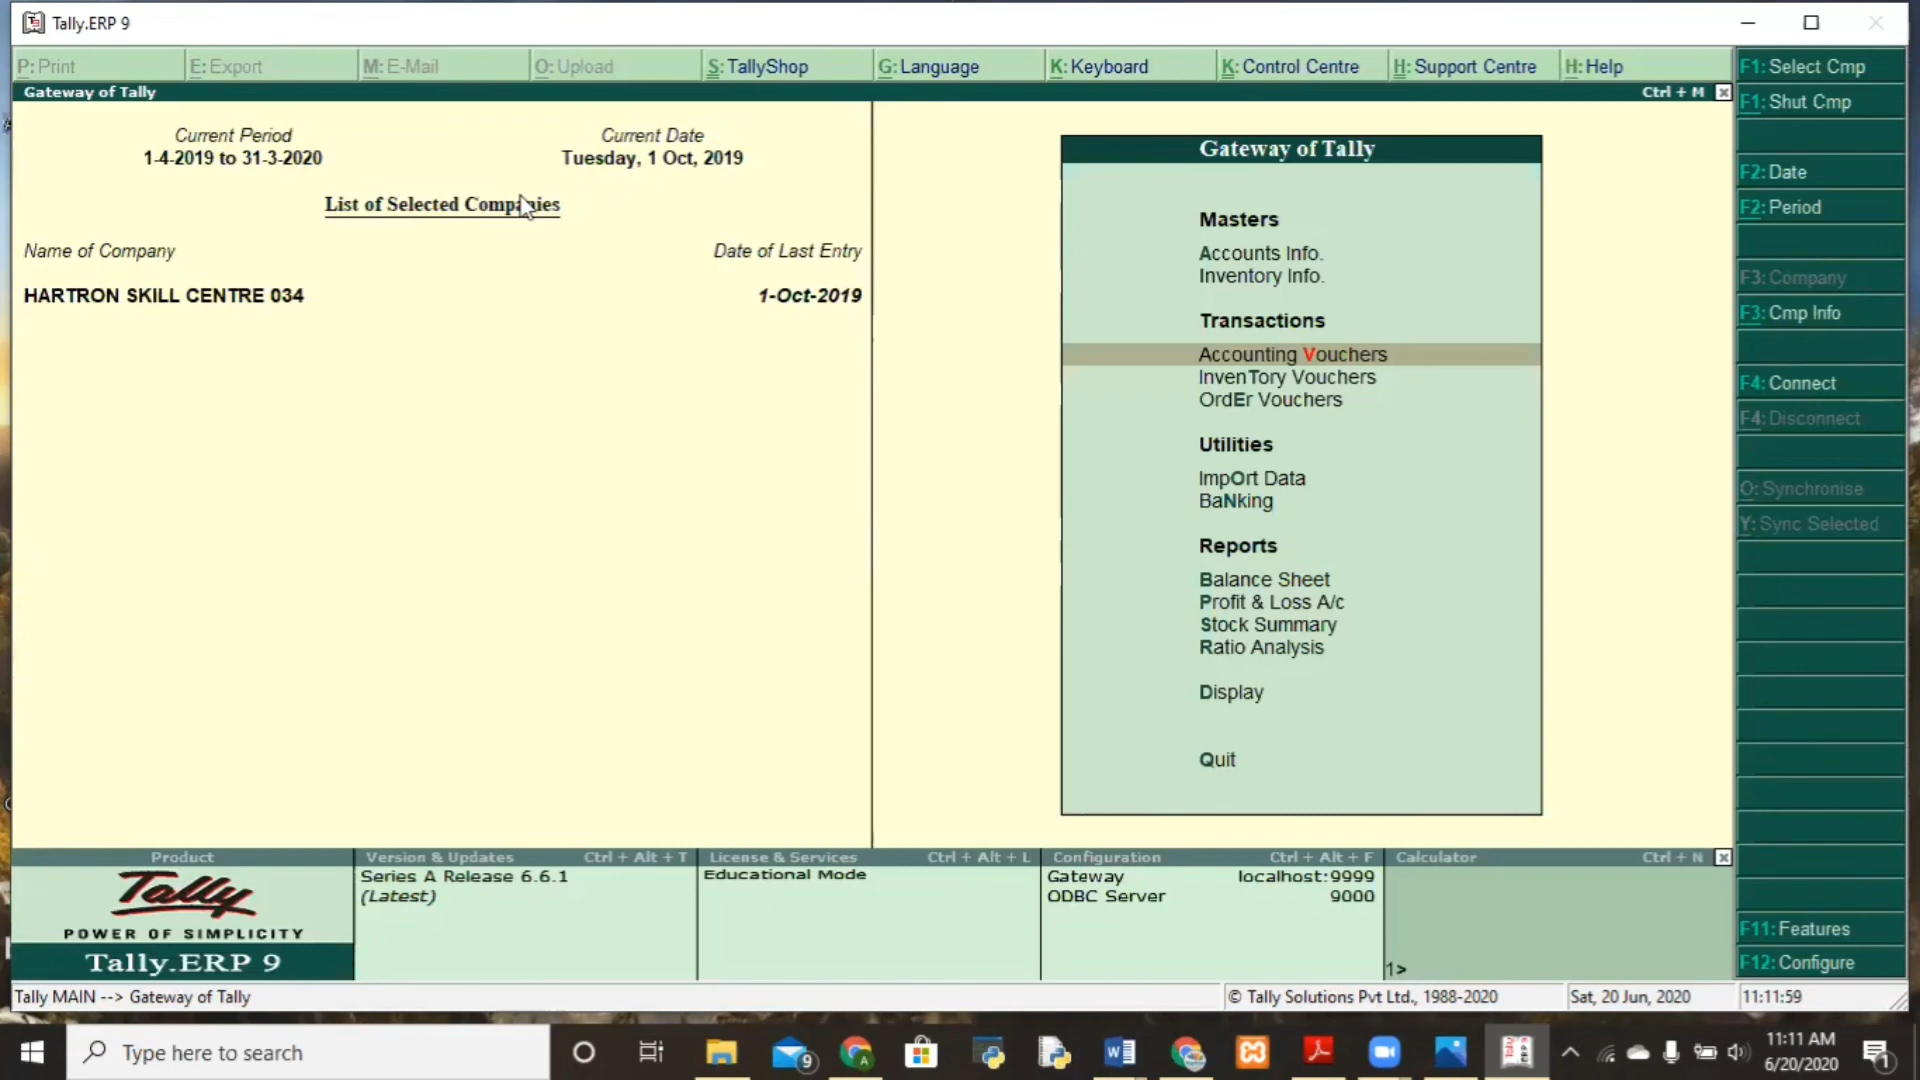 Tally.ERP 9
P: Print E: Export M: E-Mail O: Upload S: TallyShop G: Language K: Keyboard K: Control Centre H: Support Centre H: Help
Gateway of Tally Ctrl + M
Current Period Current Date
1-4-2019 to 31-3-2020 Tuesday, 1 Oct, 2019
List of Selected Companies
Name of Company Date of Last Entry
HARTRON SKILL CENTRE 034 1-Oct-2019
Gateway of Tally
Masters
Accounts Info.
Inventory Info.
Transactions
Accounting Vouchers
InvenTory Vouchers
OrdEr Vouchers
Utilities
ImpOrt Data
BaNking
Reports
Balance Sheet
Profit & Loss A/c
Stock Summary
Ratio Analysis
Display
Quit
F1: Select Cmp
F1: Shut Cmp
F2: Date
F2: Period
F3: Company
F3: Cmp Info
F4: Connect
F4: Disconnect
O: Synchronise
Y: Sync Selected
F11: Features
F12: Configure
Product
Tally
POWER OF SIMPLICITY
Tally.ERP 9
Version & Updates Ctrl + Alt + T
Series A Release 6.6.1
(Latest)
License & Services Ctrl + Alt + L
Educational Mode
Configuration Ctrl + Alt + F
Gateway localhost:9999
ODBC Server 9000
Calculator Ctrl + N
1>
Tally MAIN --> Gateway of Tally © Tally Solutions Pvt Ltd., 1988-2020 Sat, 20 Jun, 2020 11:11:59
Type here to search
9
11:11 AM
6/20/2020
1